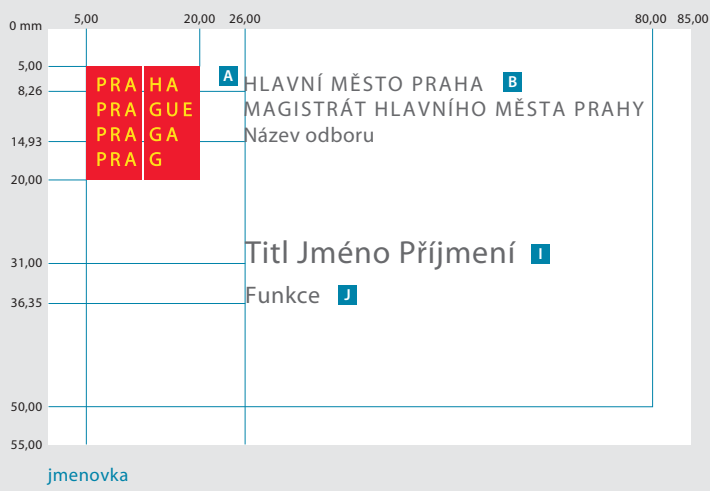 0 mm 5,00 20,00 26,00 80,00 85,00
5,00
8,26
14,93
20,00
31,00
36,35
50,00
55,00
PRA HA
PRA GUE
PRA GA
PRA G
A HLAVNÍ MĚSTO PRAHA B
MAGISTRÁT HLAVNÍHO MĚSTA PRAHY
Název odboru
Titl Jméno Příjmení I
Funkce J
jmenovka